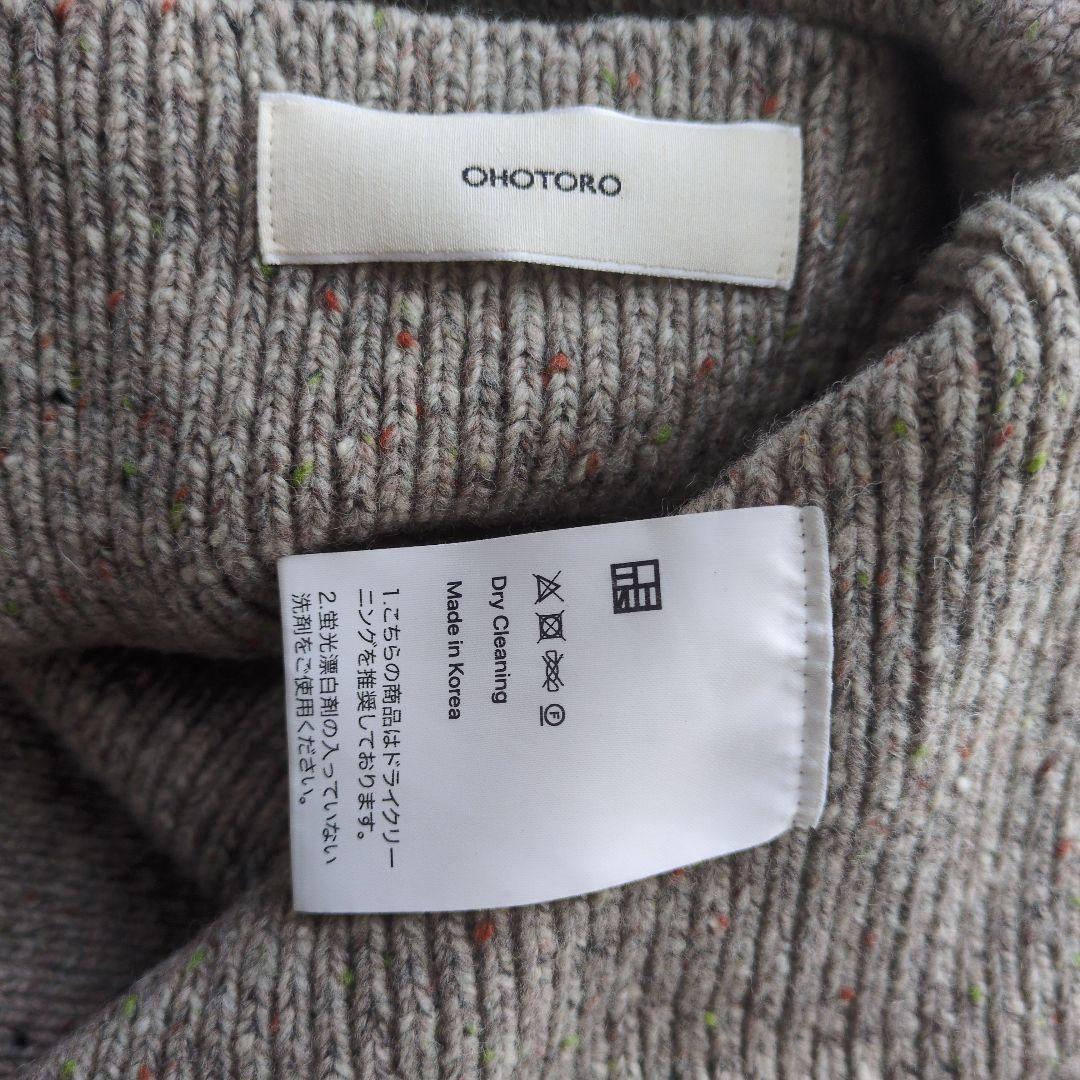 OHOTORO
F
Dry Cleaning
Made in Korea
1.こちらの商品はドライクリー
ニングを推奨しております。
2.蛍光漂白剤の入っていない
洗剤をご使用ください。